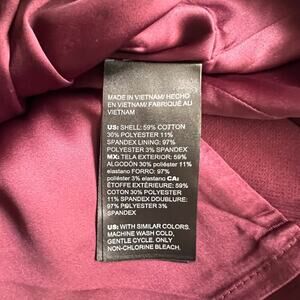 MADE IN VIETNAM/ HECHO
EN VIETNAM/ FABRIQUÉ AU
VIETNAM
US: SHELL: 59% COTTON
30% POLYESTER 11%
SPANDEX LINING: 97%
POLYESTER 3% SPANDEX
MX: TELA EXTERIOR: 59%
ALGODÓN 30% POLIÉSTER 11%
elastano FORRO: 97%
poliéster 3% elastano CA:
ÉTOFFE EXTÉRIEURE: 59%
COTON 30% POLYESTER 11%
SPANDEX DOUBLURE:
97% POLYESTER 3%
SPANDEX
US: WITH SIMILAR COLORS.
MACHINE WASH COLD,
GENTLE CYCLE. ONLY
NON-CHLORINE BLEACH.